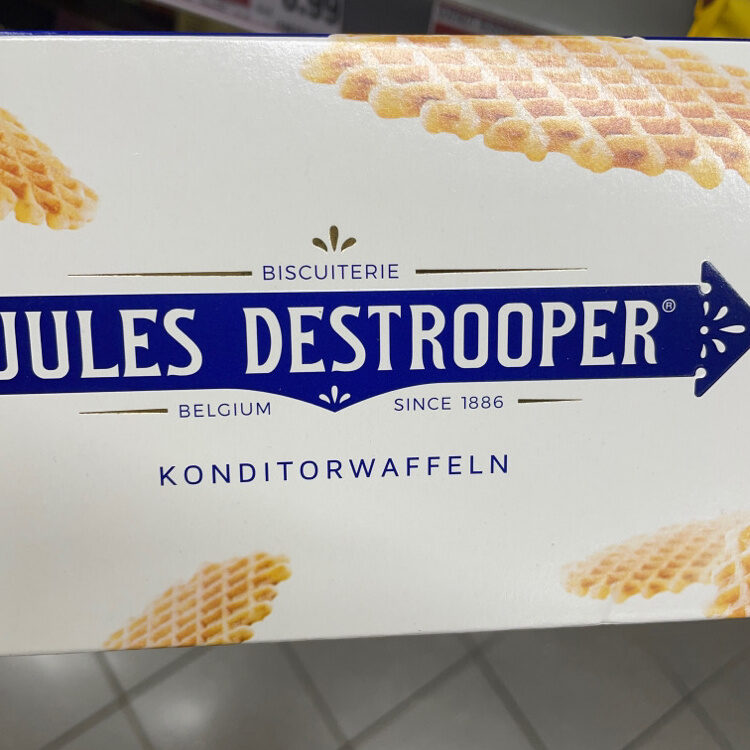 BISCUITERIE
JULES DESTROOPER®
BELGIUM SINCE 1886
KONDITORWAFFELN